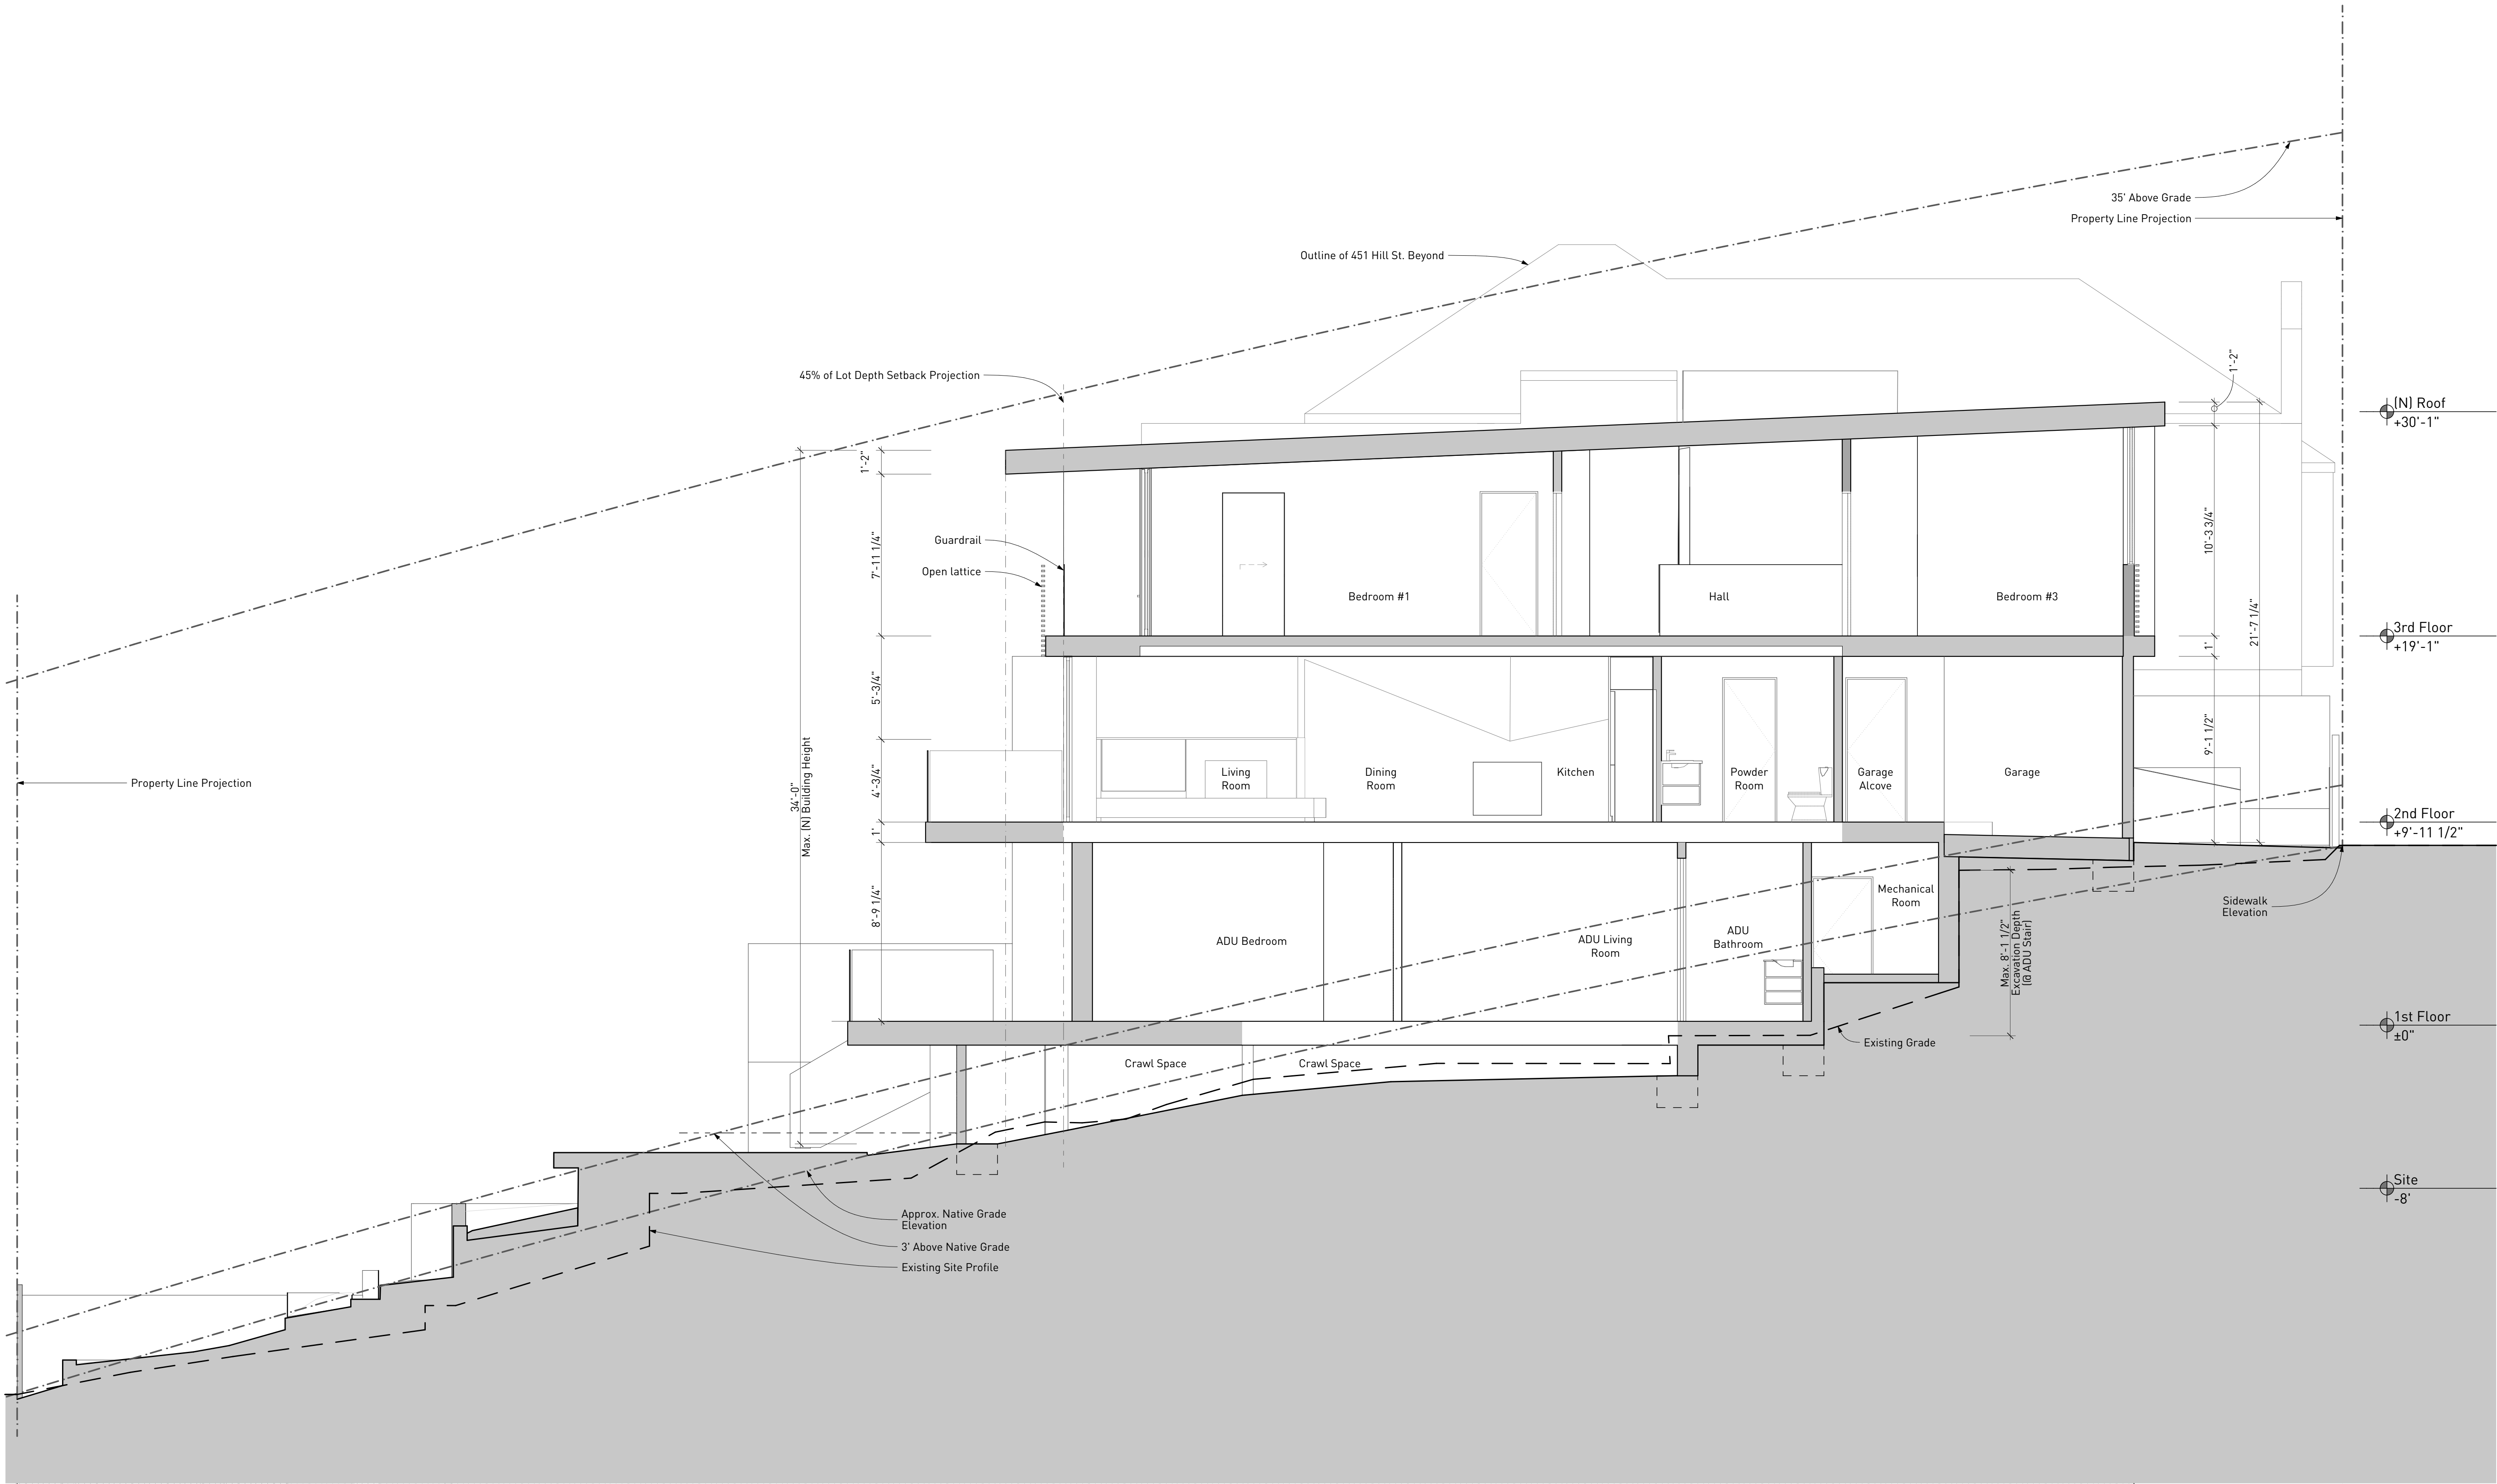 35' Above Grade
Property Line Projection
Outline of 451 Hill St. Beyond
45% of Lot Depth Setback Projection
1'-2"
(N) Roof
+30'-1"
1'-2"
Guardrail
Open lattice
7'-11 1/4"
10'-3 3/4"
Bedroom #1
Hall
Bedroom #3
21'-7 1/4"
3rd Floor
+19'-1"
1'
5'-3/4"
9'-1 1/2"
34'-0"
Max. (N) Building Height
4'-3/4"
Property Line Projection
Living
Room
Dining
Room
Kitchen
Powder
Room
Garage
Alcove
Garage
2nd Floor
+9'-11 1/2"
1'
8'-9 1/4"
Mechanical
Room
Sidewalk
Elevation
ADU Bedroom
ADU Living
Room
ADU
Bathroom
Max. 8'-1 1/2"
Excavation Depth
(@ ADU Stair)
1st Floor
±0"
Existing Grade
Crawl Space
Crawl Space
Site
-8'
Approx. Native Grade
Elevation
3' Above Native Grade
Existing Site Profile